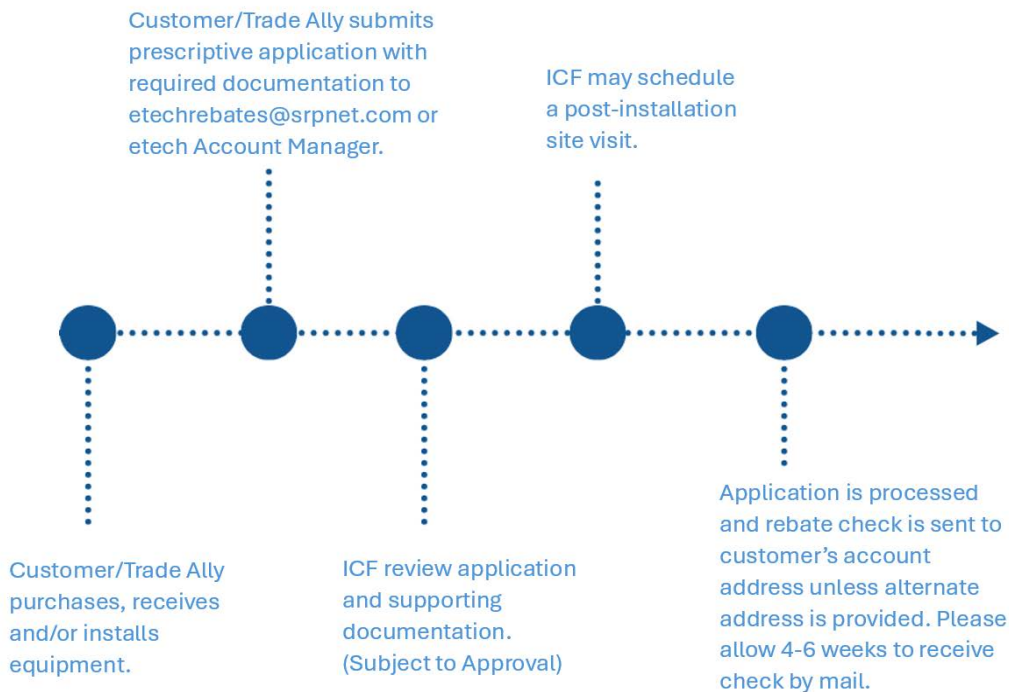 Customer/Trade Ally submits
prescriptive application with
required documentation to
etechrebates@srpnet.com or
etech Account Manager.
ICF may schedule
a post-installation
site visit.
Customer/Trade Ally
purchases, receives
and/or installs
equipment.
ICF review application
and supporting
documentation.
(Subject to Approval)
Application is processed
and rebate check is sent to
customer’s account
address unless alternate
address is provided. Please
allow 4-6 weeks to receive
check by mail.